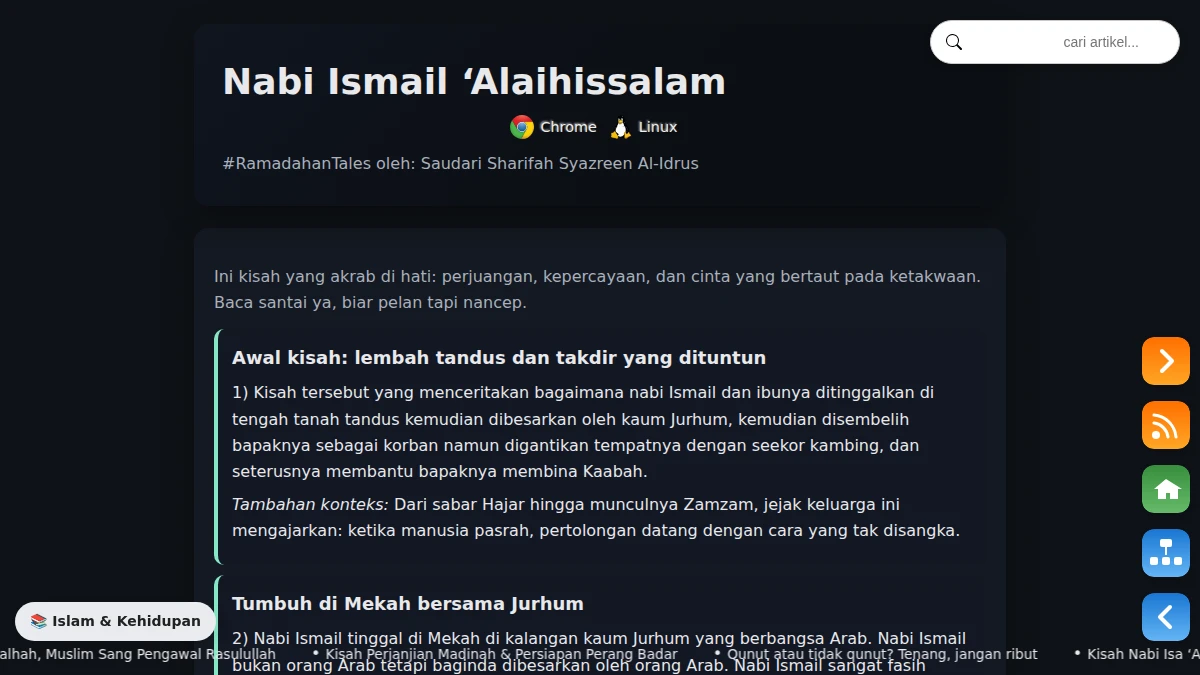 cari artikel...
Nabi Ismail ‘Alaihissalam
Chrome Linux
#RamadahanTales oleh: Saudari Sharifah Syazreen Al-Idrus
Ini kisah yang akrab di hati: perjuangan, kepercayaan, dan cinta yang bertaut pada ketakwaan.
Baca santai ya, biar pelan tapi nancep.
Awal kisah: lembah tandus dan takdir yang dituntun
1) Kisah tersebut yang menceritakan bagaimana nabi Ismail dan ibunya ditinggalkan di
tengah tanah tandus kemudian dibesarkan oleh kaum Jurhum, kemudian disembelih
bapaknya sebagai korban namun digantikan tempatnya dengan seekor kambing, dan
seterusnya membantu bapaknya membina Kaabah.
Tambahan konteks: Dari sabar Hajar hingga munculnya Zamzam, jejak keluarga ini
mengajarkan: ketika manusia pasrah, pertolongan datang dengan cara yang tak disangka.
Tumbuh di Mekah bersama Jurhum
📚 Islam & Kehidupan
2) Nabi Ismail tinggal di Mekah di kalangan kaum Jurhum yang berbangsa Arab. Nabi Ismail
alhah, Muslim Sang Pengawal Rasulullah • Kisah Perjanjian Madinah & Persiapan Perang Badar • Qunut atau tidak qunut? Tenang, jangan ribut • Kisah Nabi Isa ‘A
bukan orang Arab tetapi baginda dibesarkan oleh orang Arab. Nabi Ismail sangat fasih